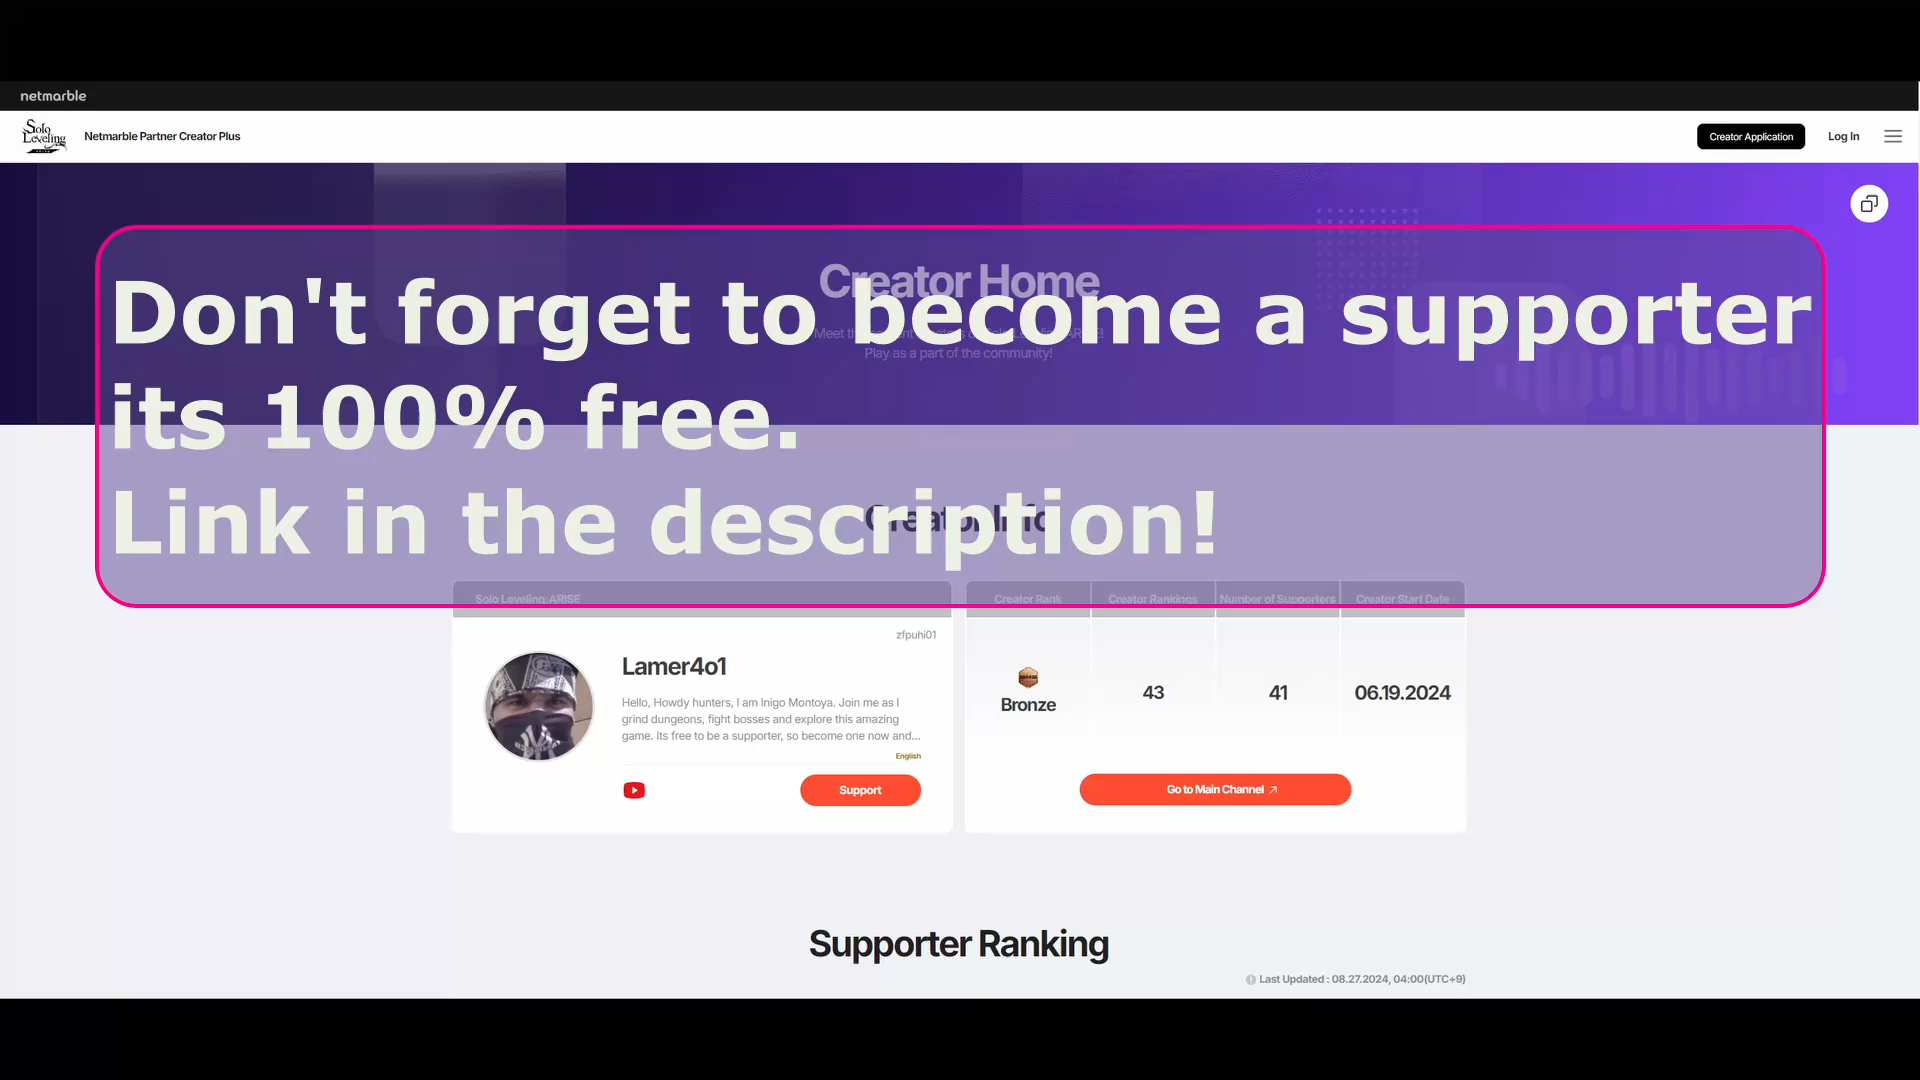 netmarble
Solo
Leveling
Netmarble Partner Creator Plus
Creator Application
Log In
Creator Home
Don't forget to become a supporter
Play as a part of the community!
its 100% free.
Creator Info
Link in the description!
Solo Leveling:ARISE
Creator Rank
Creator Rankings
Number of Supporters
Creator Start Date
zfpuhi01
Lamer4o1
Hello, Howdy hunters, I am Inigo Montoya. Join me as I
grind dungeons, fight bosses and explore this amazing
game. Its free to be a supporter, so become one now and...
English
Support
Bronze
43
41
06.19.2024
Go to Main Channel
Supporter Ranking
Last Updated : 08.27.2024, 04:00(UTC+9)